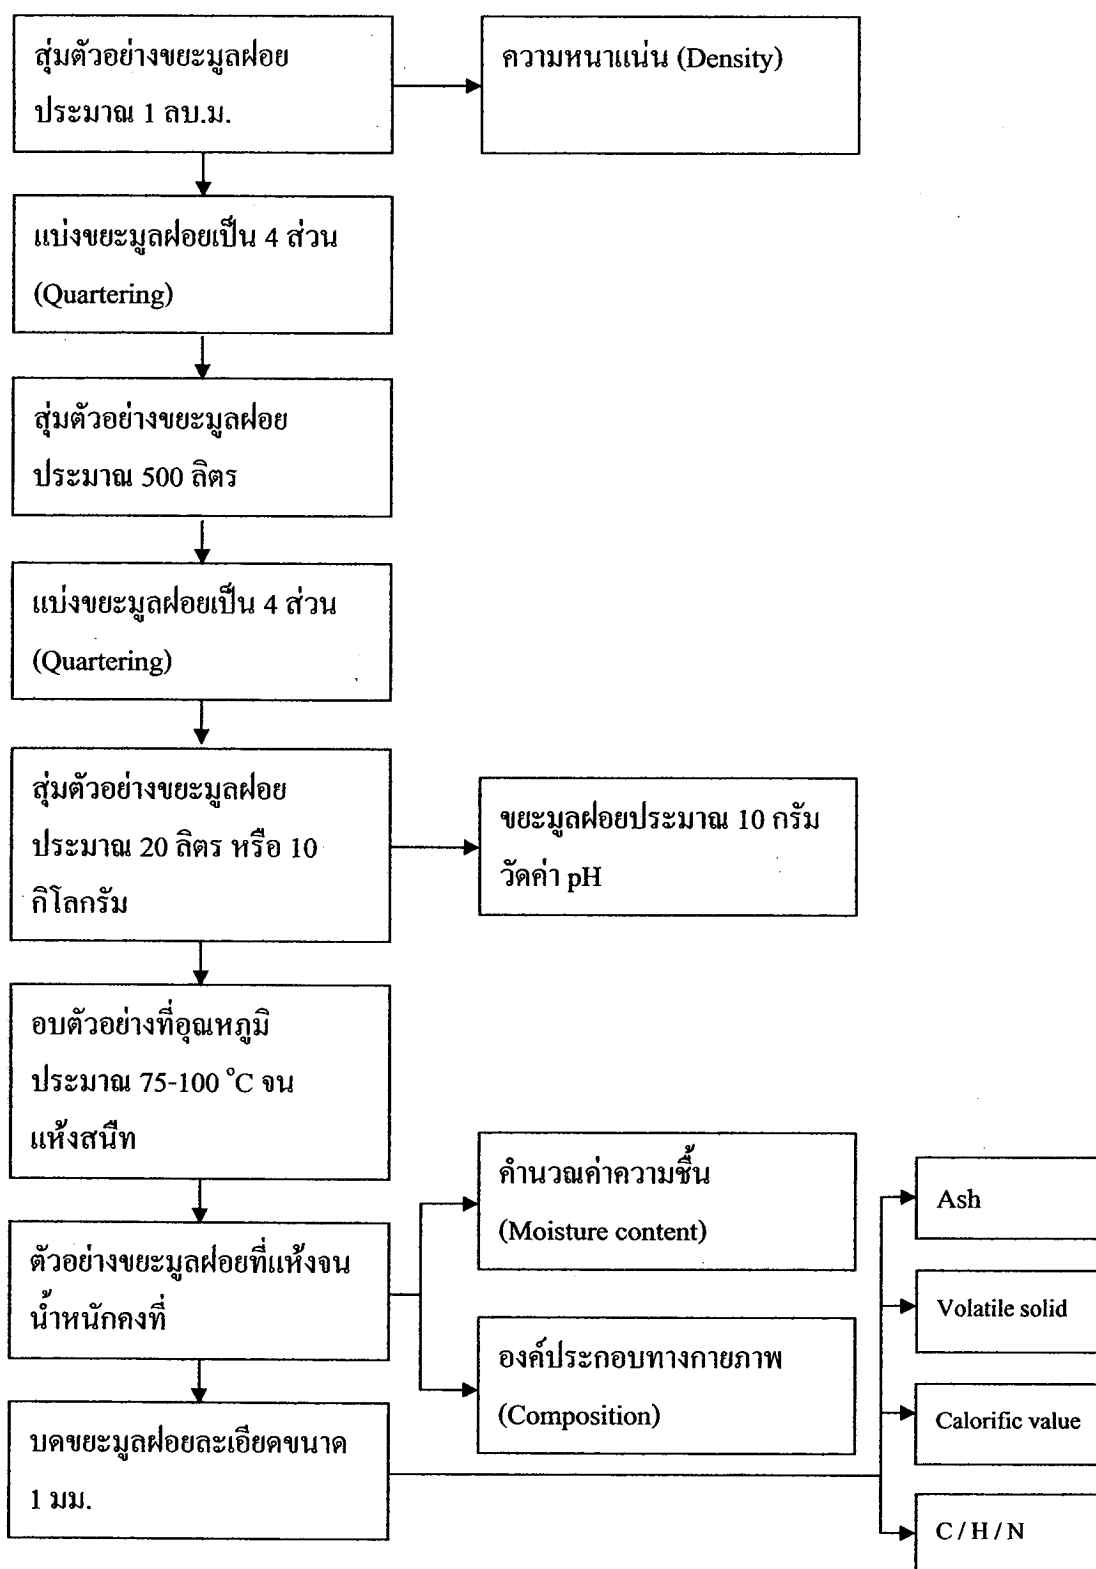 สุ่มตัวอย่างขยะมูลฝอย
ประมาณ 1 ลบ.ม.
ความหนาแน่น (Density)
แบ่งขยะมูลฝอยเป็น 4 ส่วน
(Quartering)
สุ่มตัวอย่างขยะมูลฝอย
ประมาณ 500 ลิตร
แบ่งขยะมูลฝอยเป็น 4 ส่วน
(Quartering)
สุ่มตัวอย่างขยะมูลฝอย
ประมาณ 20 ลิตร หรือ 10
กิโลกรัม
ขยะมูลฝอยประมาณ 10 กรัม
วัดค่า pH
อบตัวอย่างที่อุณหภูมิ
ประมาณ 75-100 °C จน
แห้งสนืท
ตัวอย่างขยะมูลฝอยที่แห้งจน
น้ำหนักคงที่
คำนวณค่าความชื้น
(Moisture content)
องค์ประกอบทางกายภาพ
(Composition)
บดขยะมูลฝอยละเอียดขนาด
1 มม.
Ash
Volatile solid
Calorific value
C / H / N